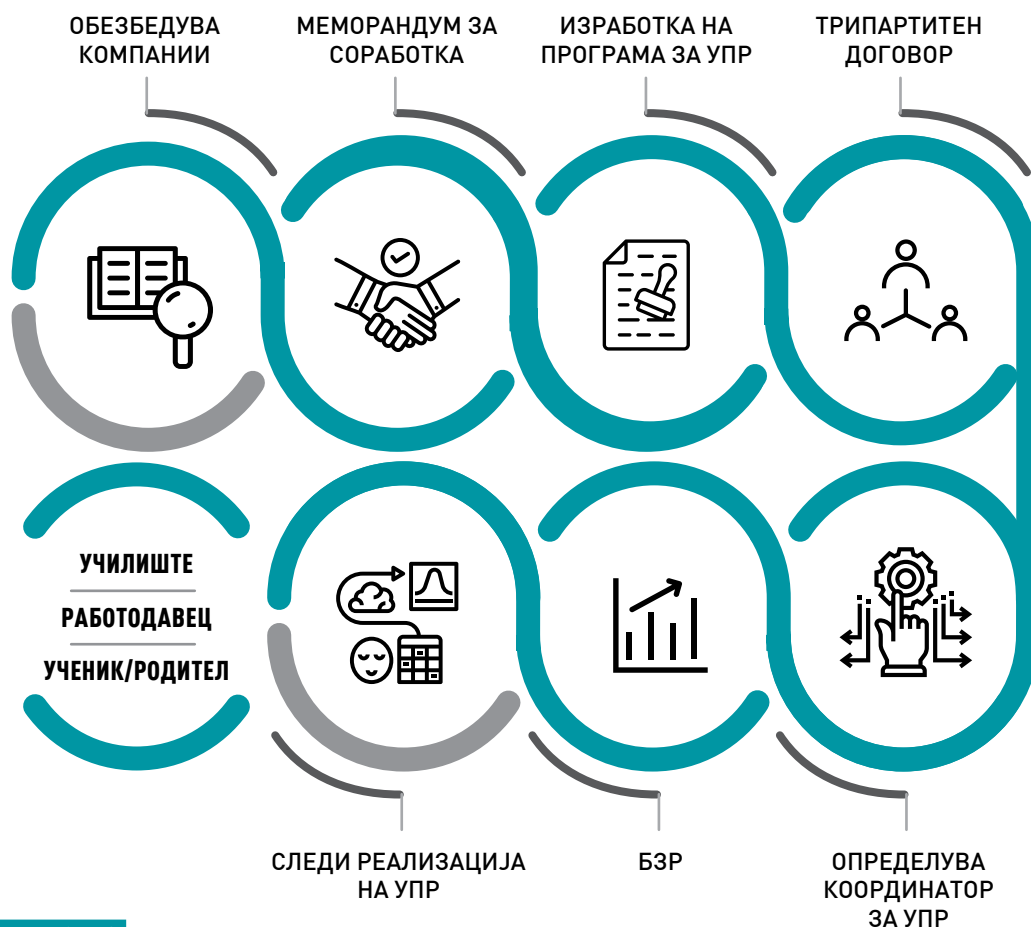 ОБЕЗБЕДУВА
КОМПАНИИ
МЕМОРАНДУМ ЗА
СОРАБОТКА
ИЗРАБОТКА НА
ПРОГРАМА ЗА УПР
ТРИПАРТИТЕН
ДОГОВОР
УЧИЛИШТЕ
РАБОТОДАВЕЦ
УЧЕНИК/РОДИТЕЛ
СЛЕДИ РЕАЛИЗАЦИЈА
НА УПР
БЗР
ОПРЕДЕЛУВА
КООРДИНАТОР
ЗА УПР